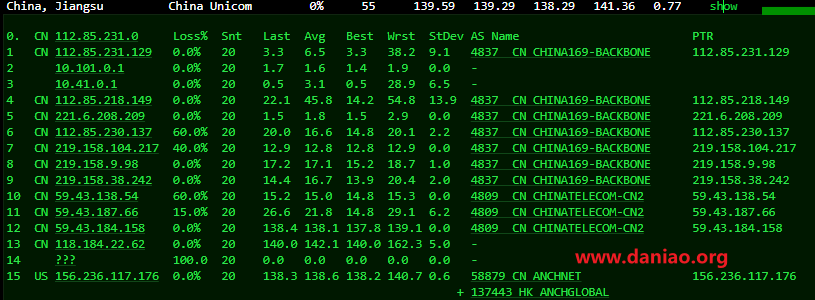 China, Jiangsu China Unicom 0% 55 139.59 139.29 138.29 141.36 0.77 show
0. CN 112.85.231.0 Loss% Snt Last Avg Best Wrst StDev AS Name PTR
1 CN 112.85.231.129 0.0% 20 3.3 6.5 3.3 38.2 9.1 4837 CN CHINA169-BACKBONE 112.85.231.129
2 10.101.0.1 0.0% 20 1.7 1.6 1.4 1.9 0.0 -
3 10.41.0.1 0.0% 20 0.5 3.1 0.5 28.9 6.5 -
4 CN 112.85.218.149 0.0% 20 22.1 45.8 14.2 54.8 13.9 4837 CN CHINA169-BACKBONE 112.85.218.149
5 CN 221.6.208.209 0.0% 20 1.5 1.8 1.5 2.9 0.0 4837 CN CHINA169-BACKBONE 221.6.208.209
6 CN 112.85.230.137 60.0% 20 20.0 16.6 14.8 20.1 2.2 4837 CN CHINA169-BACKBONE 112.85.230.137
7 CN 219.158.104.217 40.0% 20 12.9 12.8 12.8 12.9 0.0 4837 CN CHINA169-BACKBONE 219.158.104.217
8 CN 219.158.9.98 0.0% 20 17.2 17.1 15.2 18.7 1.0 4837 CN CHINA169-BACKBONE 219.158.9.98
9 CN 219.158.38.242 0.0% 20 14.4 16.7 13.9 20.4 2.0 4837 CN CHINA169-BACKBONE 219.158.38.242
10 CN 59.43.138.54 60.0% 20 15.2 15.0 14.8 15.3 0.0 4809 CN CHINATELECOM-CN2 59.43.138.54
11 CN 59.43.187.66 15.0% 20 26.6 21.8 14.8 29.1 6.2 4809 CN CHINATELECOM-CN2 59.43.187.66
12 CN 59.43.184.158 0.0% 20 138.4 138.1 137.8 139.1 0.0 4809 CN CHINATELECOM-CN2 59.43.184.158
13 CN 118.184.22.62 0.0% 20 140.0 142.1 140.0 162.3 5.0 -
14 ??? 100.0 20 0.0 0.0 0.0 0.0 0.0 -
www.daniao.org
15 US 156.236.117.176 0.0% 20 138.3 138.6 138.2 140.7 0.6 58879 CN ANCHNET 156.236.117.176
+ 137443 HK ANCHGLOBAL